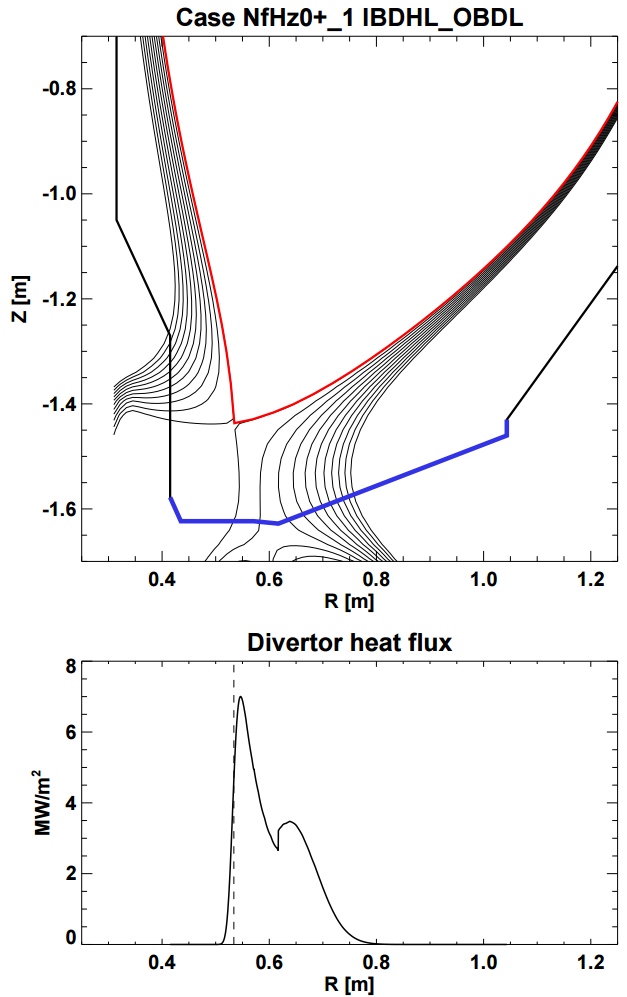 Case NfHz0+_1 IBDHL_OBDL
-0.8
-1.0
-1.2
-1.4
-1.6
Z [m]
0.4 0.6 0.8 1.0 1.2
R [m]
Divertor heat flux
8
6
4
2
0
MW/m²
0.4 0.6 0.8 1.0 1.2
R [m]